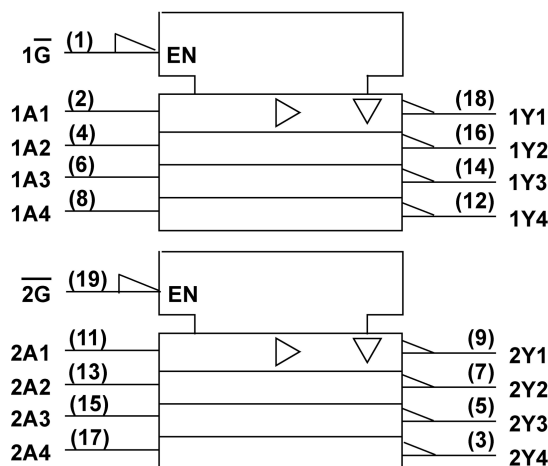 1G̅ (1) EN
1A1 (2) (18) 1Y1
1A2 (4) (16) 1Y2
1A3 (6) (14) 1Y3
1A4 (8) (12) 1Y4
2̅G̅ (19) EN
2A1 (11) (9) 2Y1
2A2 (13) (7) 2Y2
2A3 (15) (5) 2Y3
2A4 (17) (3) 2Y4